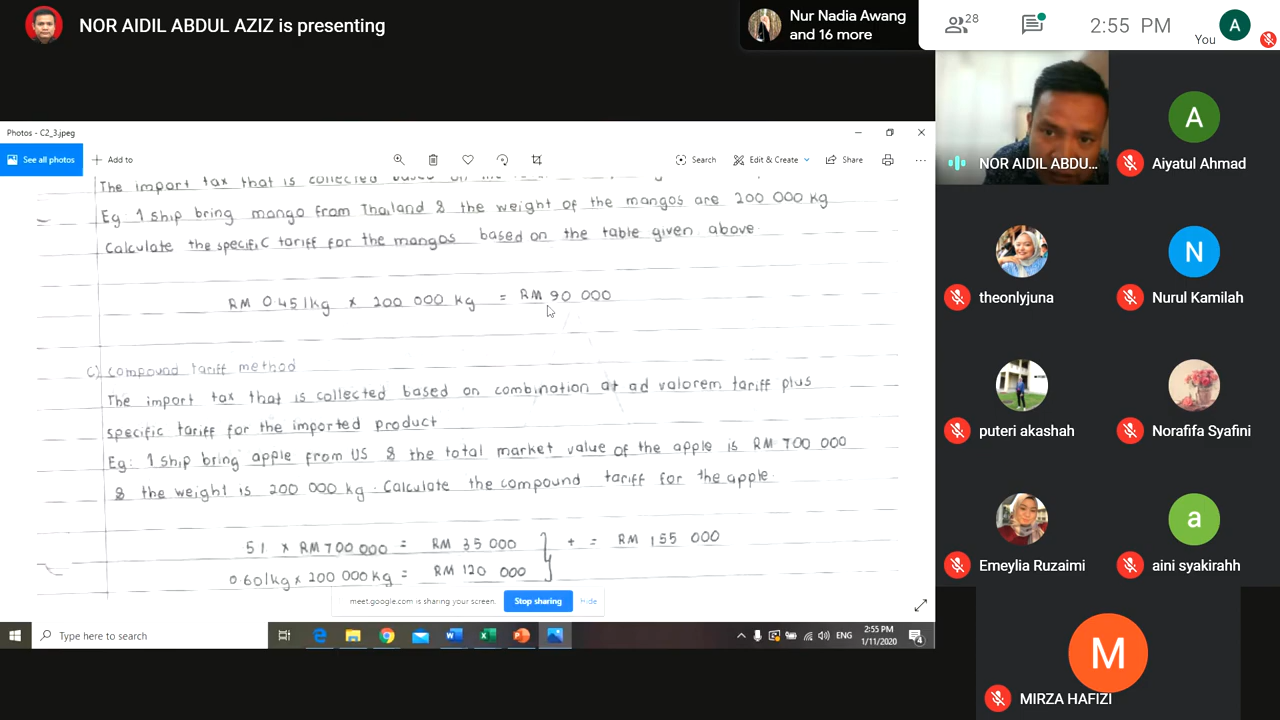 NOR AIDIL ABDUL AZIZ is presenting
Nur Nadia Awang
and 16 more
28
2:55 PM
You
A
Photos - C2_3.jpeg
See all photos
Add to
Search
Edit & Create
Share
The import tax that is collected based on
Eg: 1 ship bring mango from Thailand & the weight of the mangos are 200 000 kg
Calculate the specific tariff for the mangos based on the table given above
RM 0.45/kg x 200 000 kg = RM 90 000
C) compound tariff method
The import tax that is collected based on combination at ad valorem tariff plus
specific tariff for the imported product
Eg: 1 ship bring apple from US & the total market value of the apple is RM 700 000
& the weight is 200 000 kg. Calculate the compound tariff for the apple
51 x RM 700 000 = RM 35 000 } + = RM 155 000
0.60/kg x 200 000 kg = RM 120 000
meet.google.com is sharing your screen.
Stop sharing
Hide
Type here to search
ENG
2:55 PM
1/11/2020
4
NOR AIDIL ABDU...
A
Aiyatul Ahmad
theonlyjuna
N
Nurul Kamilah
puteri akashah
Norafifa Syafini
Emeylia Ruzaimi
a
aini syakirahh
M
MIRZA HAFIZI